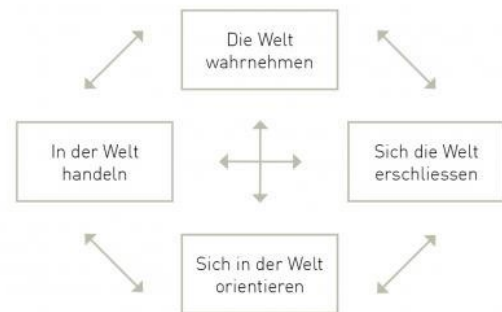 Die Welt
wahrnehmen
In der Welt
handeln
Sich die Welt
erschliessen
Sich in der Welt
orientieren